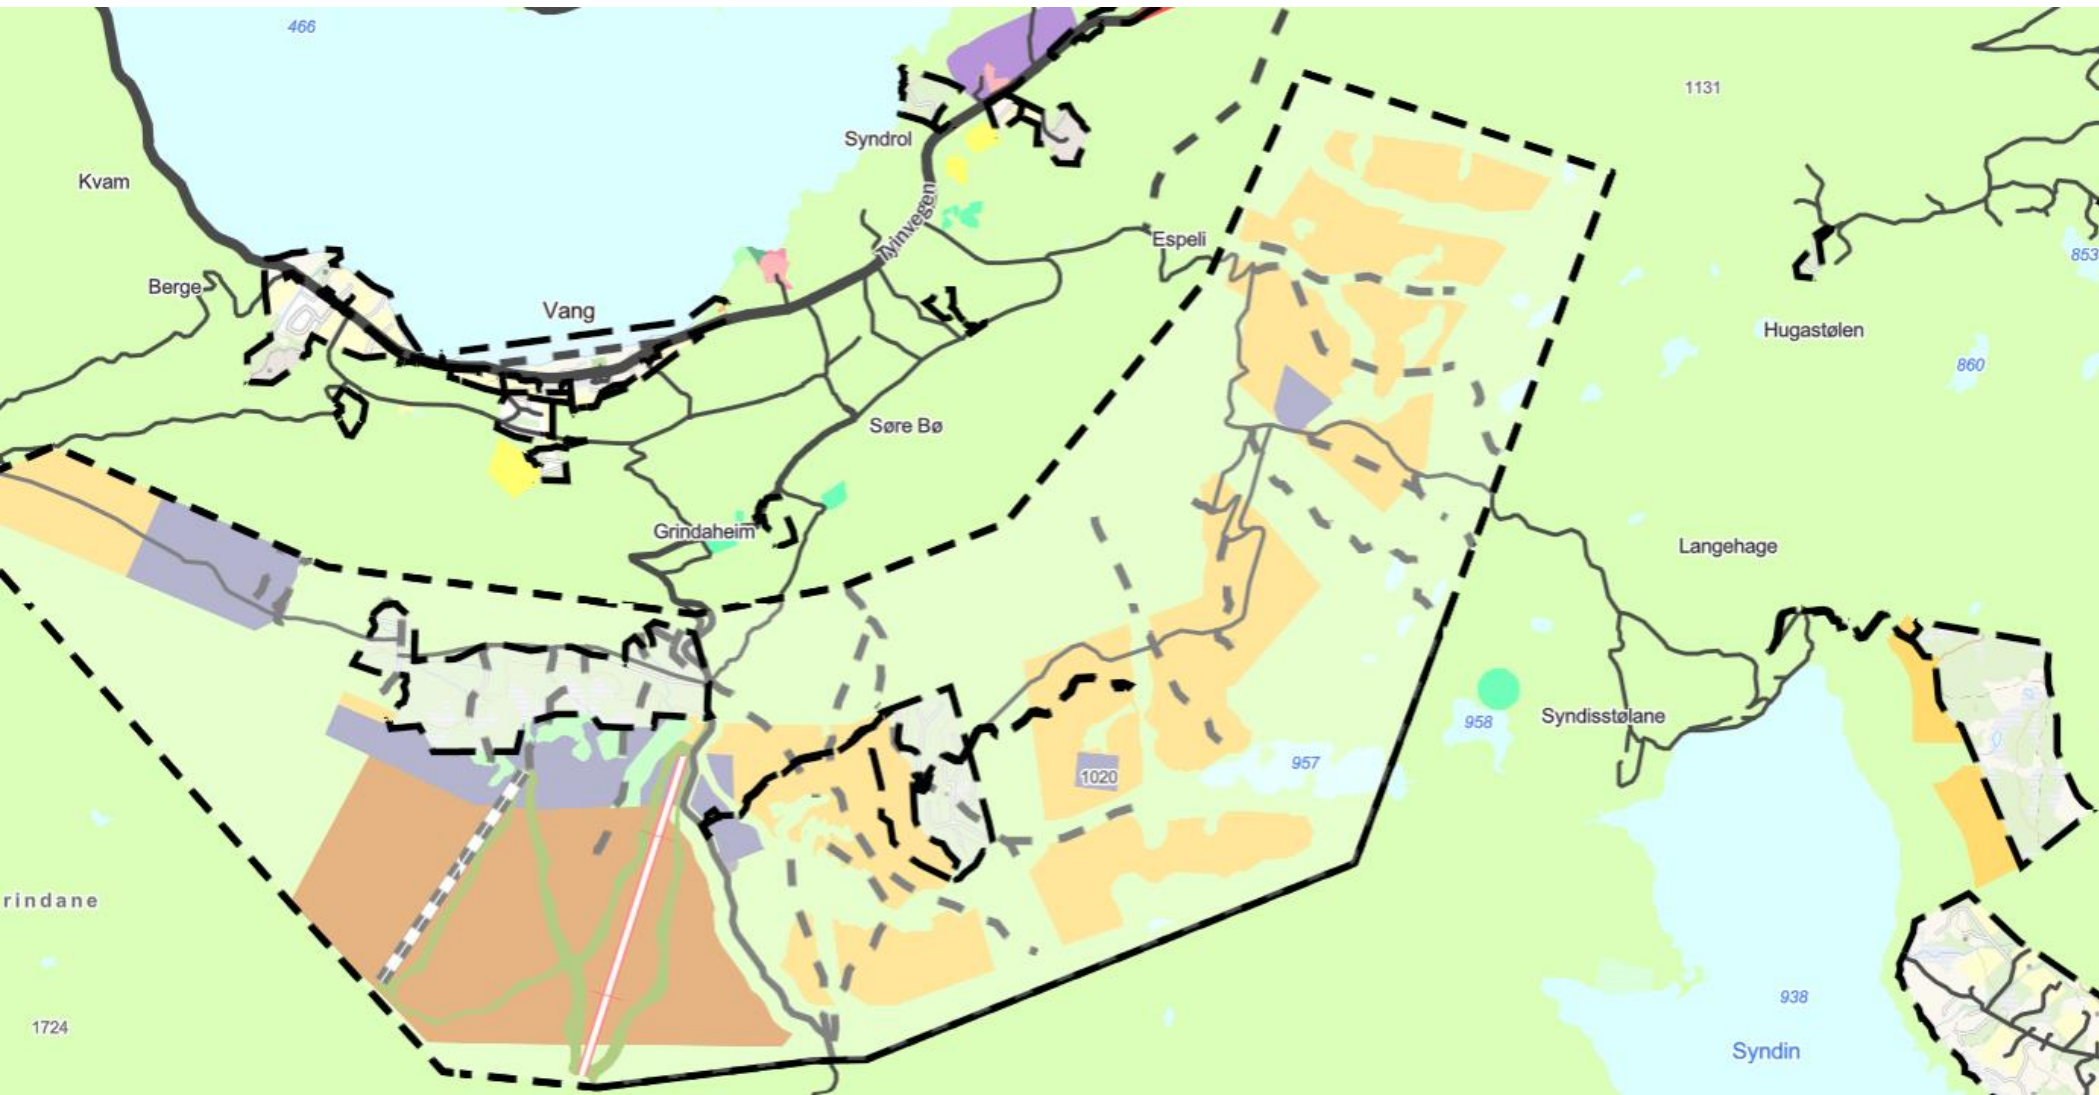 466
1131
Syndrol
Kvam
Tyinvegen
Espeli
853
Berge
Vang
Hugastølen
860
Søre Bø
Grindaheim
Langehage
Syndisstølane
958
957
1020
rindane
938
1724
Syndin